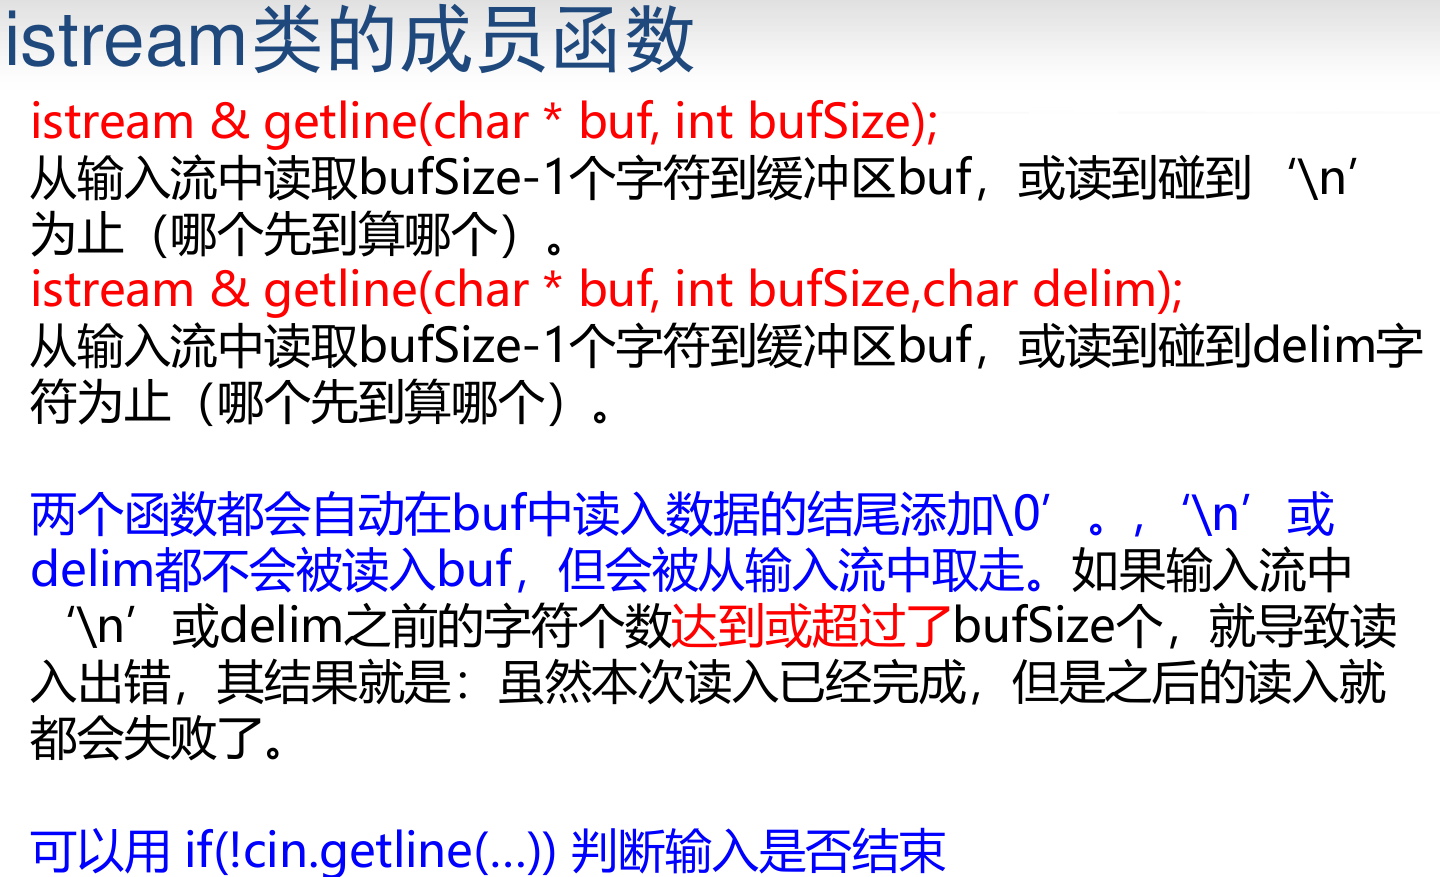 istream类的成员函数
istream & getline(char * buf, int bufSize);
从输入流中读取bufSize-1个字符到缓冲区buf，或读到碰到‘\n’
为止（哪个先到算哪个）。
istream & getline(char * buf, int bufSize,char delim);
从输入流中读取bufSize-1个字符到缓冲区buf，或读到碰到delim字
符为止（哪个先到算哪个）。
两个函数都会自动在buf中读入数据的结尾添加\0’。,‘\n’或
delim都不会被读入buf，但会被从输入流中取走。如果输入流中
‘\n’或delim之前的字符个数达到或超过了bufSize个，就导致读
入出错，其结果就是：虽然本次读入已经完成，但是之后的读入就
都会失败了。
可以用 if(!cin.getline(…)) 判断输入是否结束